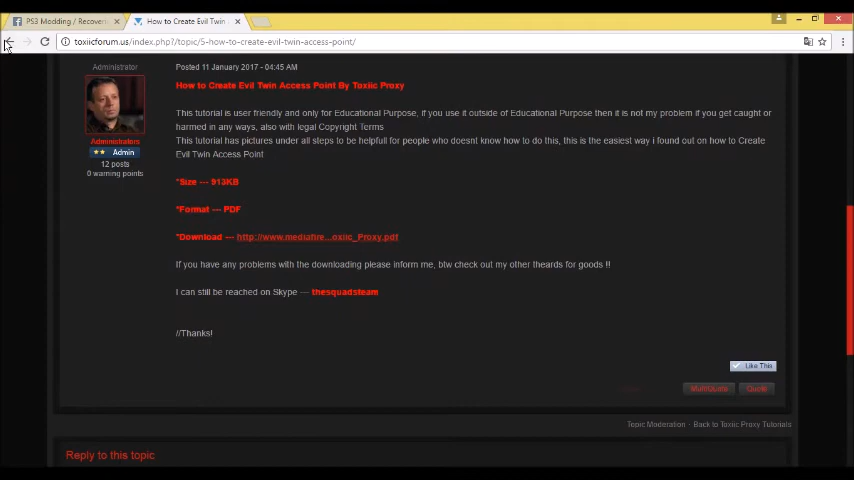 PS3 Modding / Recoverin
How to Create Evil Twin
toxiicforum.us/index.php?/topic/5-how-to-create-evil-twin-access-point/
Administrator
Posted 11 January 2017 - 04:45 AM
How to Create Evil Twin Access Point By Toxiic Proxy
This tutorial is user friendly and only for Educational Purpose, if you use it outside of Educational Purpose then it is not my problem if you get caught or
harmed in any ways, also with legal Copyright Terms
This tutorial has pictures under all steps to be helpfull for people who doesnt know how to do this, this is the easiest way i found out on how to Create
Evil Twin Access Point
Administrators
Admin
12 posts
0 warning points
*Size --- 913KB
*Format --- PDF
*Download --- http://www.mediafire...oxiic_Proxy.pdf
If you have any problems with the downloading please inform me, btw check out my other theards for goods !!
I can still be reached on Skype --- thesquadsteam
//Thanks!
Like This
MultiQuote
Quote
Topic Moderation · Back to Toxiic Proxy Tutorials
Reply to this topic